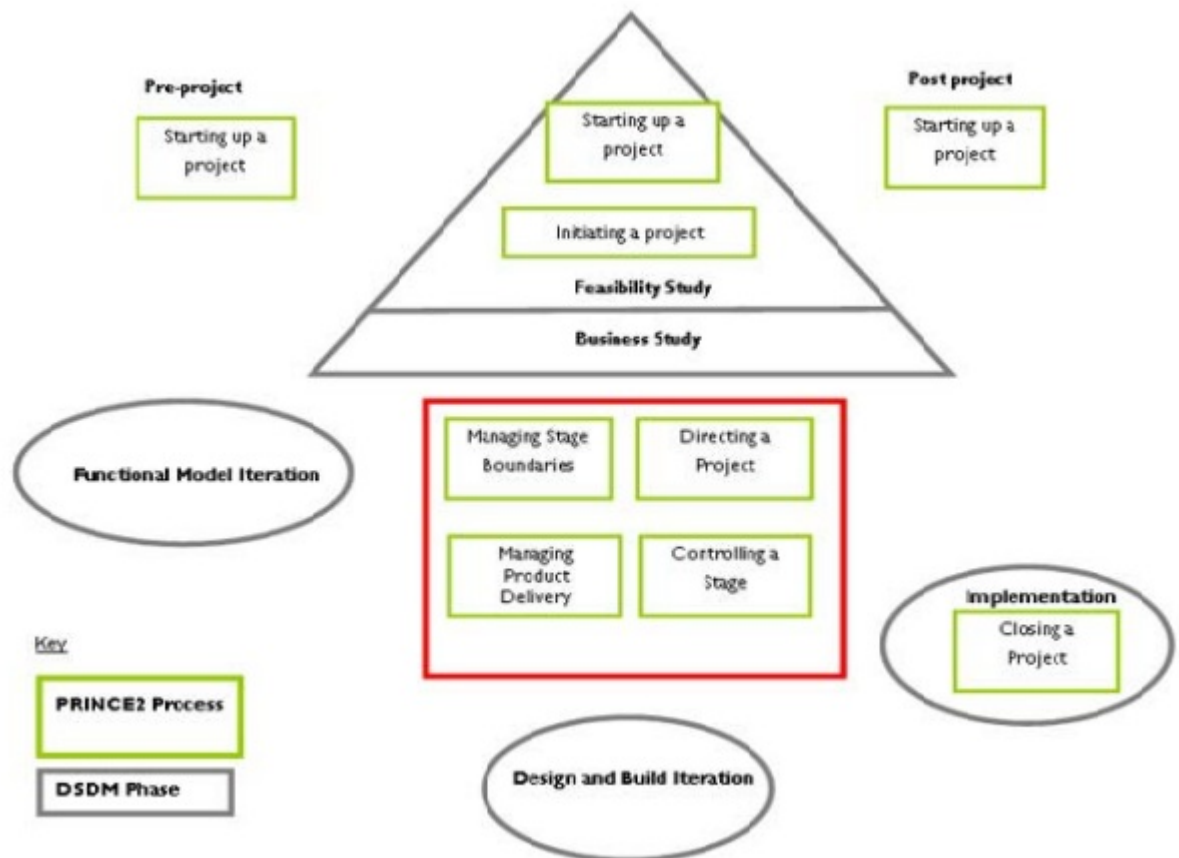 Pre-project
Starting up a
project
Starting up a
project
Initiating a project
Feasibility Study
Business Study
Post project
Starting up a
project
Functional Model Iteration
Managing Stage
Boundaries
Directing a
Project
Managing
Product
Delivery
Controlling a
Stage
Implementation
Closing a
Project
Key
PRINCE2 Process
DSDM Phase
Design and Build Iteration